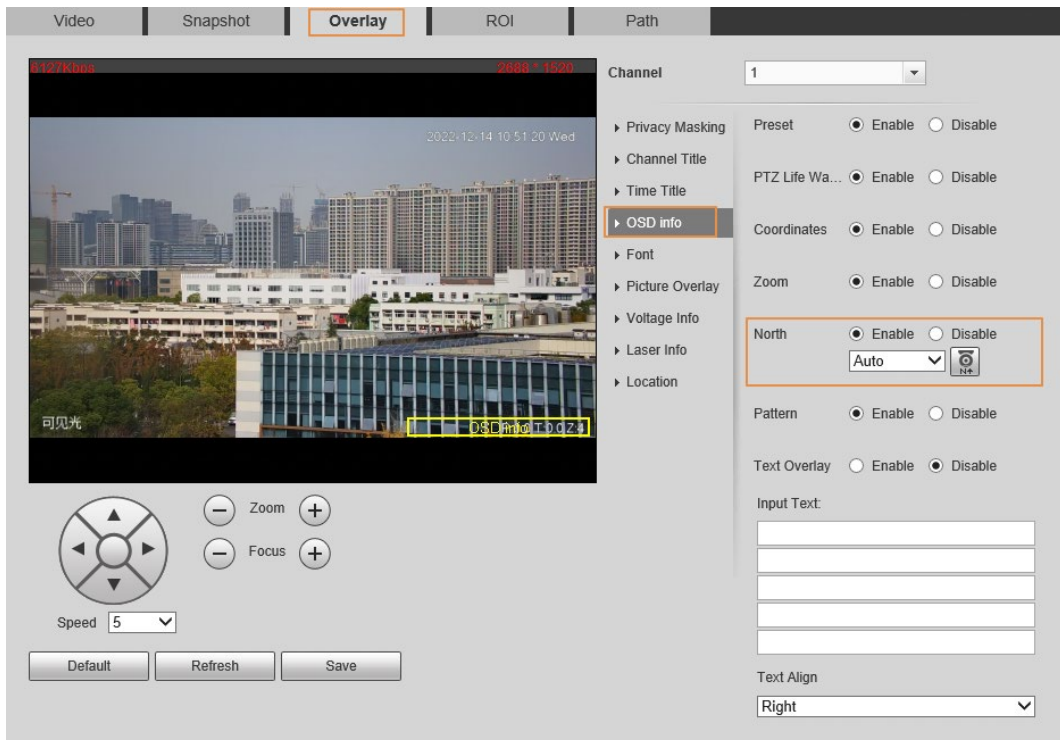 Video Snapshot Overlay ROI Path
6127Kbps 2688 * 1520
2022-12-14 10:51:20 Wed
可见光
Zoom
Focus
Speed 5
Default Refresh Save
Channel 1
Privacy Masking
Channel Title
Time Title
OSD info
Font
Picture Overlay
Voltage Info
Laser Info
Location
Preset Enable Disable
PTZ Life Wa... Enable Disable
Coordinates Enable Disable
Zoom Enable Disable
North Enable Disable
Auto N
Pattern Enable Disable
Text Overlay Enable Disable
Input Text:
Text Align
Right